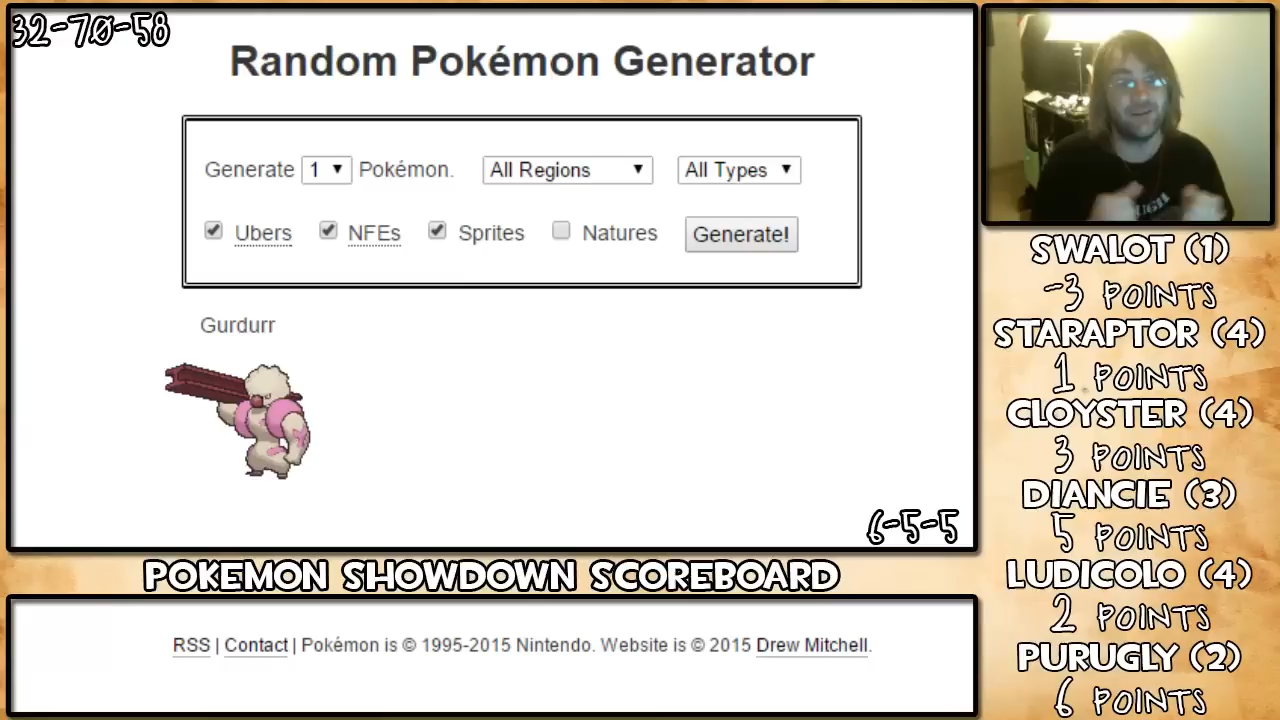 32-70-58
Random Pokémon Generator
Generate 1 Pokémon. All Regions All Types
Ubers NFEs Sprites Natures Generate!
Gurdurr
6-5-5
POKEMON SHOWDOWN SCOREBOARD
RSS | Contact | Pokémon is © 1995-2015 Nintendo. Website is © 2015 Drew Mitchell.
SWALOT (1)
-3 POINTS
STARAPTOR (4)
1 POINTS
CLOYSTER (4)
3 POINTS
DIANCIE (3)
5 POINTS
LUDICOLO (4)
2 POINTS
PURUGLY (2)
6 POINTS